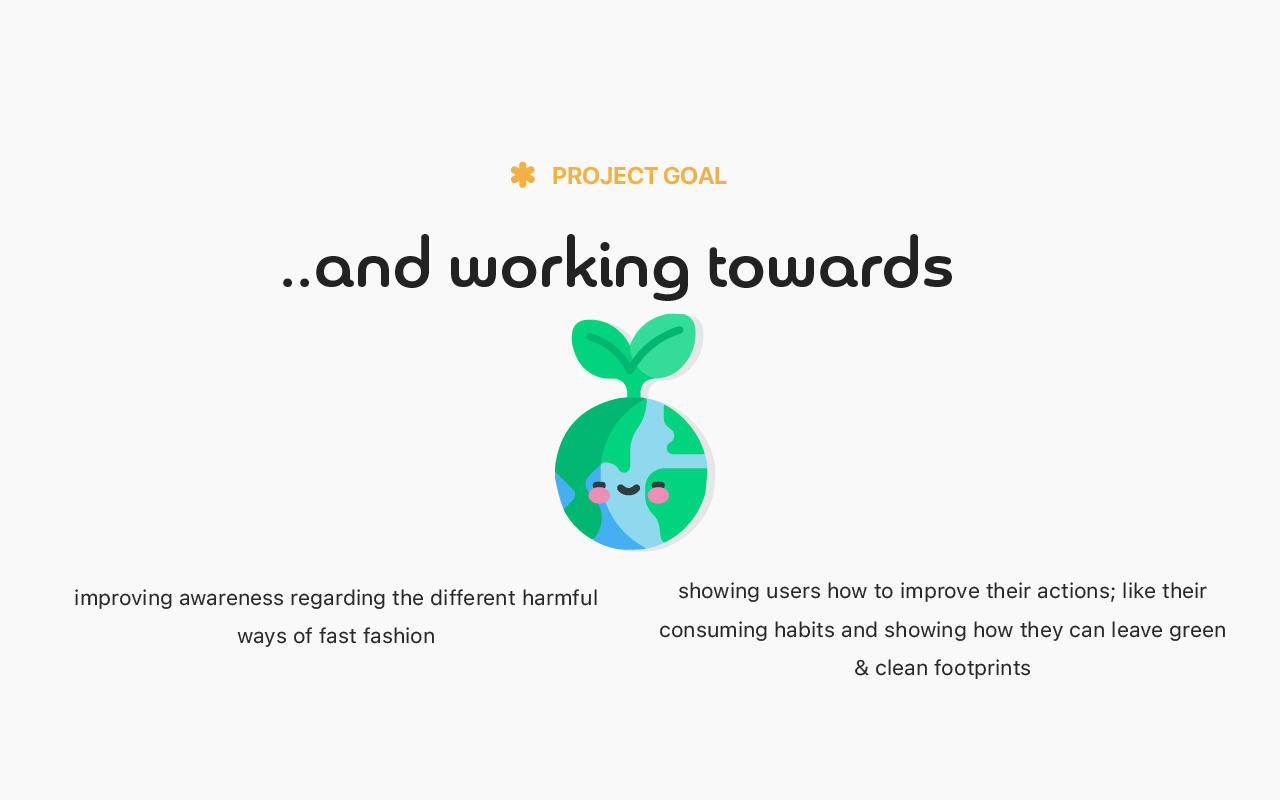 PROJECT GOAL
..and working towards
improving awareness regarding the different harmful
ways of fast fashion
showing users how to improve their actions; like their
consuming habits and showing how they can leave green
& clean footprints